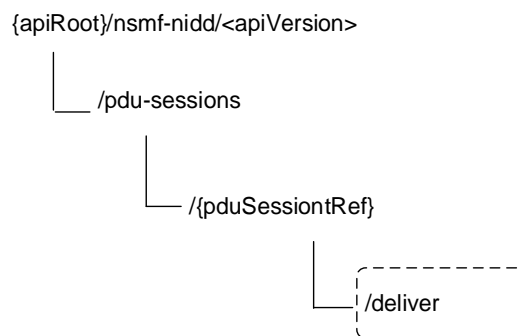 {apiRoot}/nsmf-nidd/<apiVersion>
/pdu-sessions
/{pduSessiontRef}
/deliver